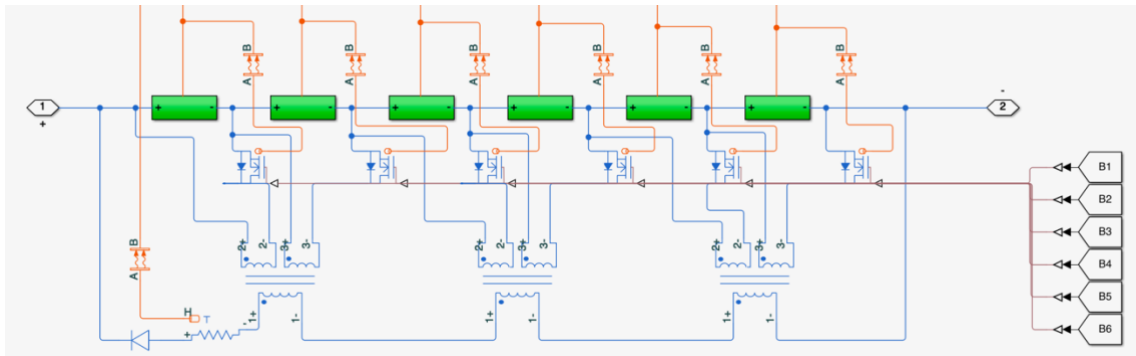 B B B B B B
A A A A A A
1 + - + - + - + - + - + - - 2
+
B1
B2
B3
B4
B5
B6
2+ 2- 3+ 3- 2+ 2- 3+ 3- 2+ 2- 3+ 3-
B
A
H T
+ - 1+ 1- 1+ 1- 1+ 1-